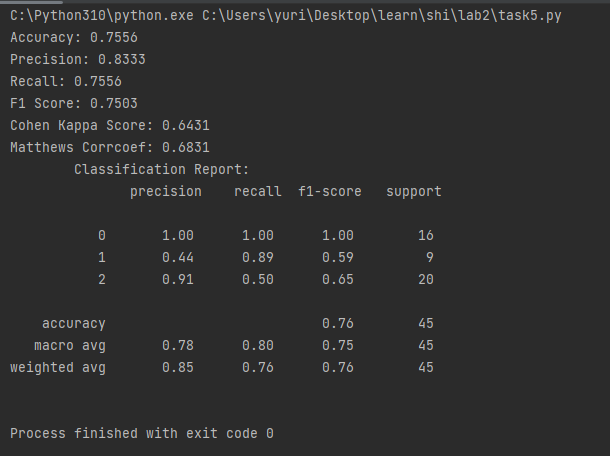 C:\Python310\python.exe C:\Users\yuri\Desktop\learn\shi\lab2\task5.py
Accuracy: 0.7556
Precision: 0.8333
Recall: 0.7556
F1 Score: 0.7503
Cohen Kappa Score: 0.6431
Matthews Corrcoef: 0.6831
Classification Report:
precision recall f1-score support
0 1.00 1.00 1.00 16
1 0.44 0.89 0.59 9
2 0.91 0.50 0.65 20
accuracy 0.76 45
macro avg 0.78 0.80 0.75 45
weighted avg 0.85 0.76 0.76 45
Process finished with exit code 0